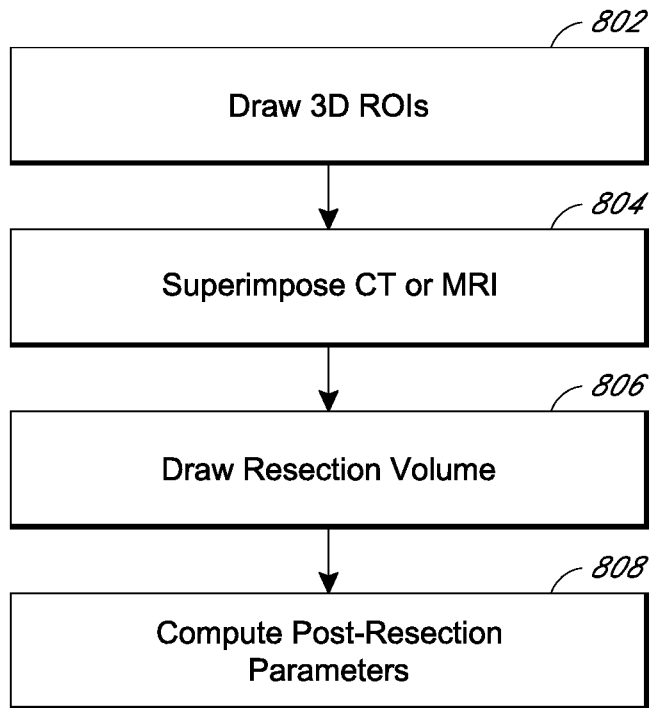 802
Draw 3D ROIs
804
Superimpose CT or MRI
806
Draw Resection Volume
808
Compute Post-Resection
Parameters